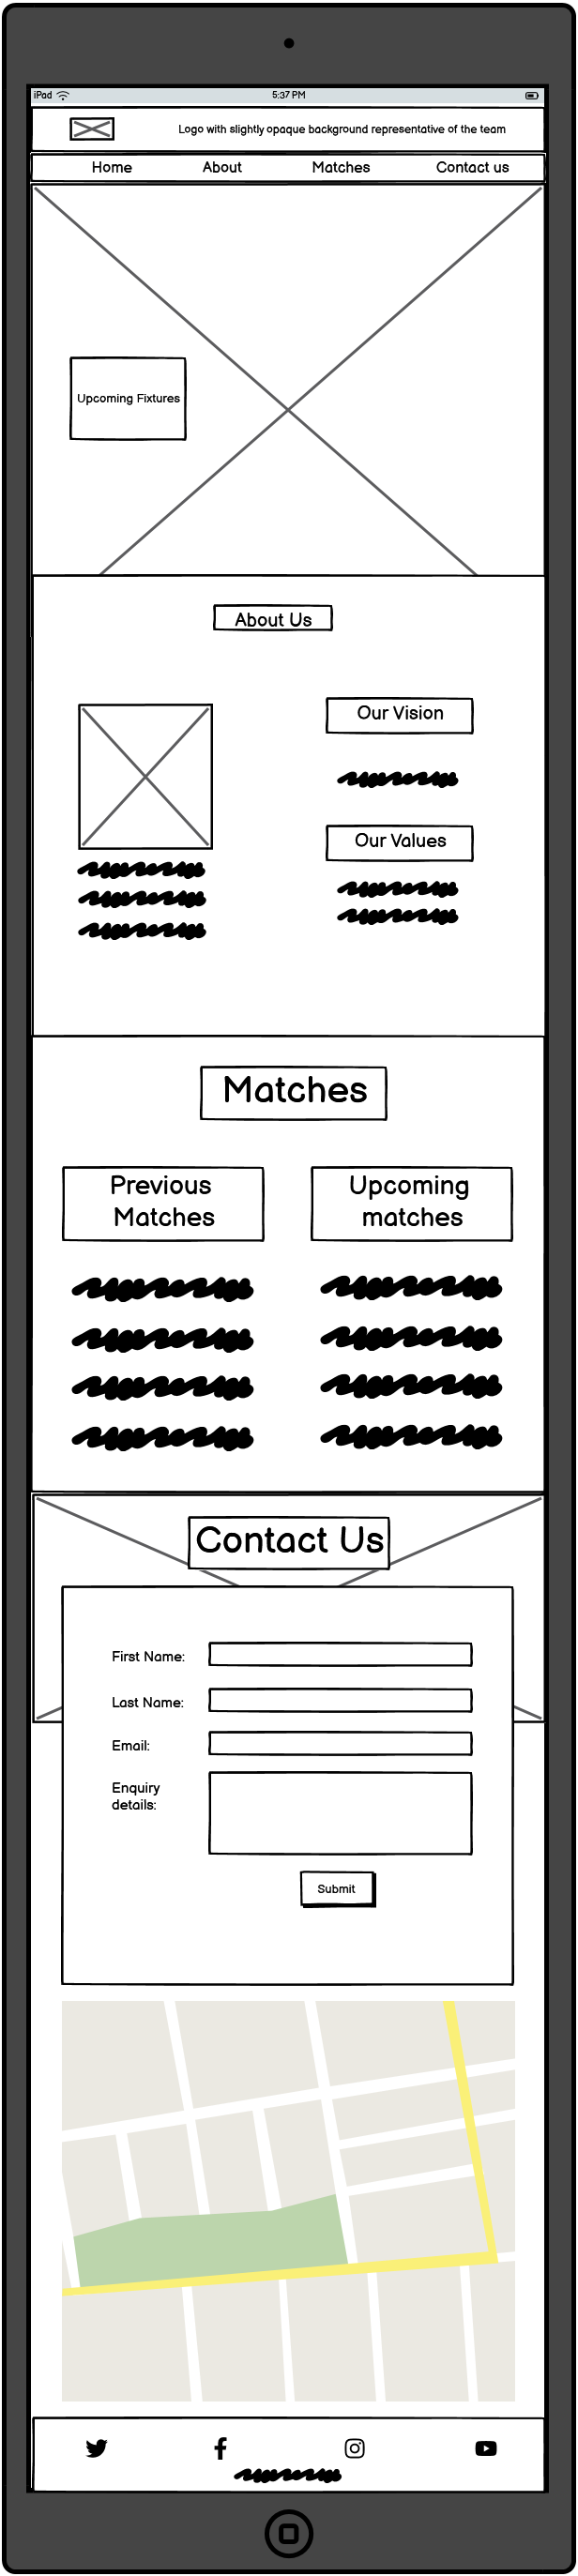 iPad 5:37 PM
Logo with slightly opaque background representative of the team
Home About Matches Contact us
Upcoming Fixtures
About Us
Our Vision
Our Values
Matches
Previous
Matches
Upcoming
matches
Contact Us
First Name:
Last Name:
Email:
Enquiry
details:
Submit